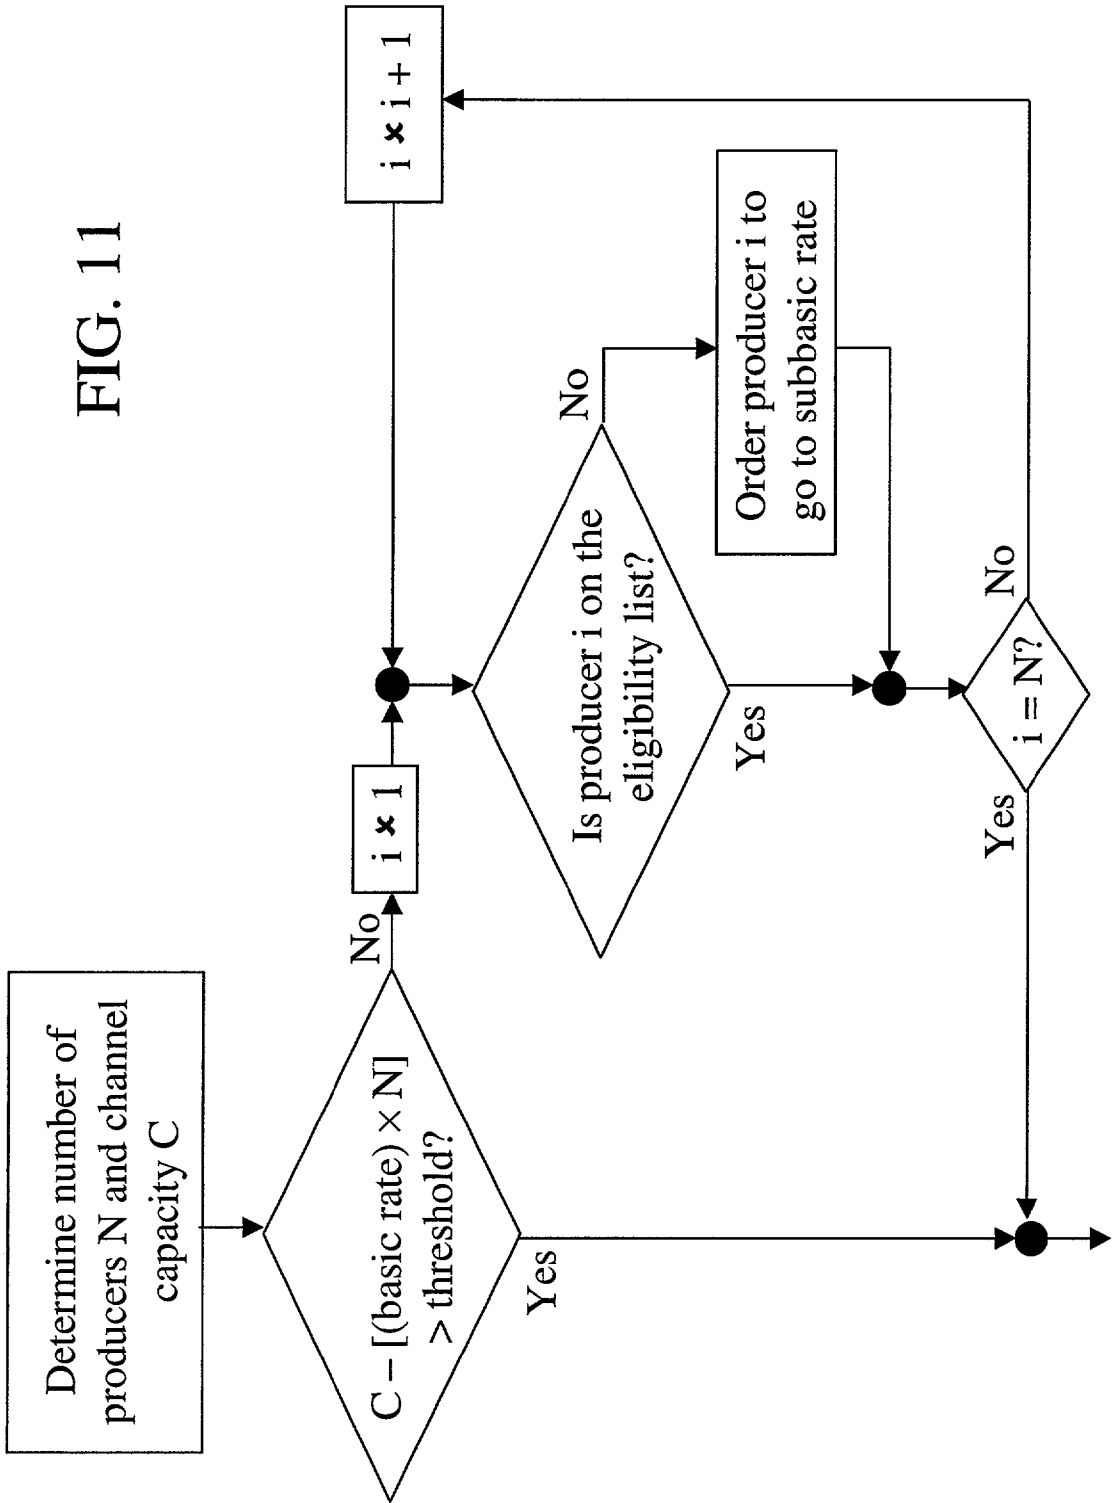 FIG. 11
Determine number of
producers N and channel
capacity C
C – [(basic rate) × N]
> threshold?
No
Yes
i × 1
i × i + 1
Is producer i on the
eligibility list?
No
Yes
Order producer i to
go to subbasic rate
i = N?
No
Yes